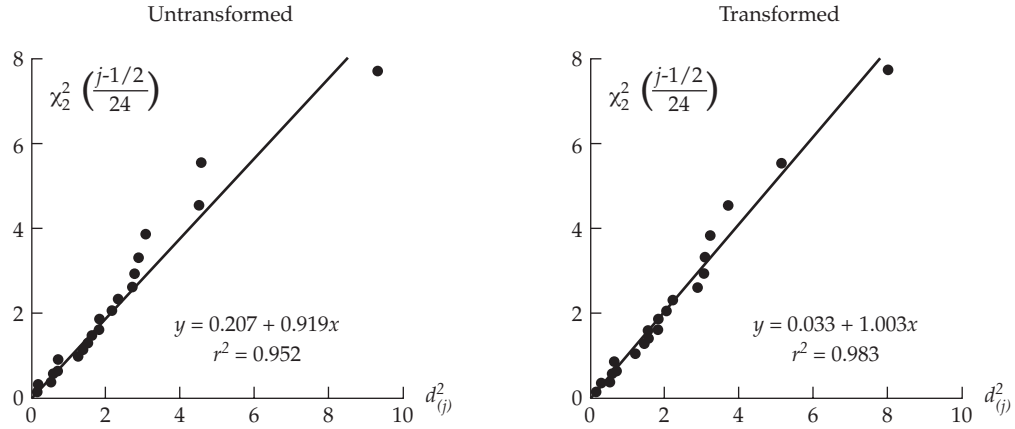 Untransformed
8
6
4
2
0
χ₂² (j-1/2 / 24)
y = 0.207 + 0.919x
r² = 0.952
0 2 4 6 8 10 d²(j)
Transformed
8
6
4
2
0
χ₂² (j-1/2 / 24)
y = 0.033 + 1.003x
r² = 0.983
0 2 4 6 8 10 d²(j)